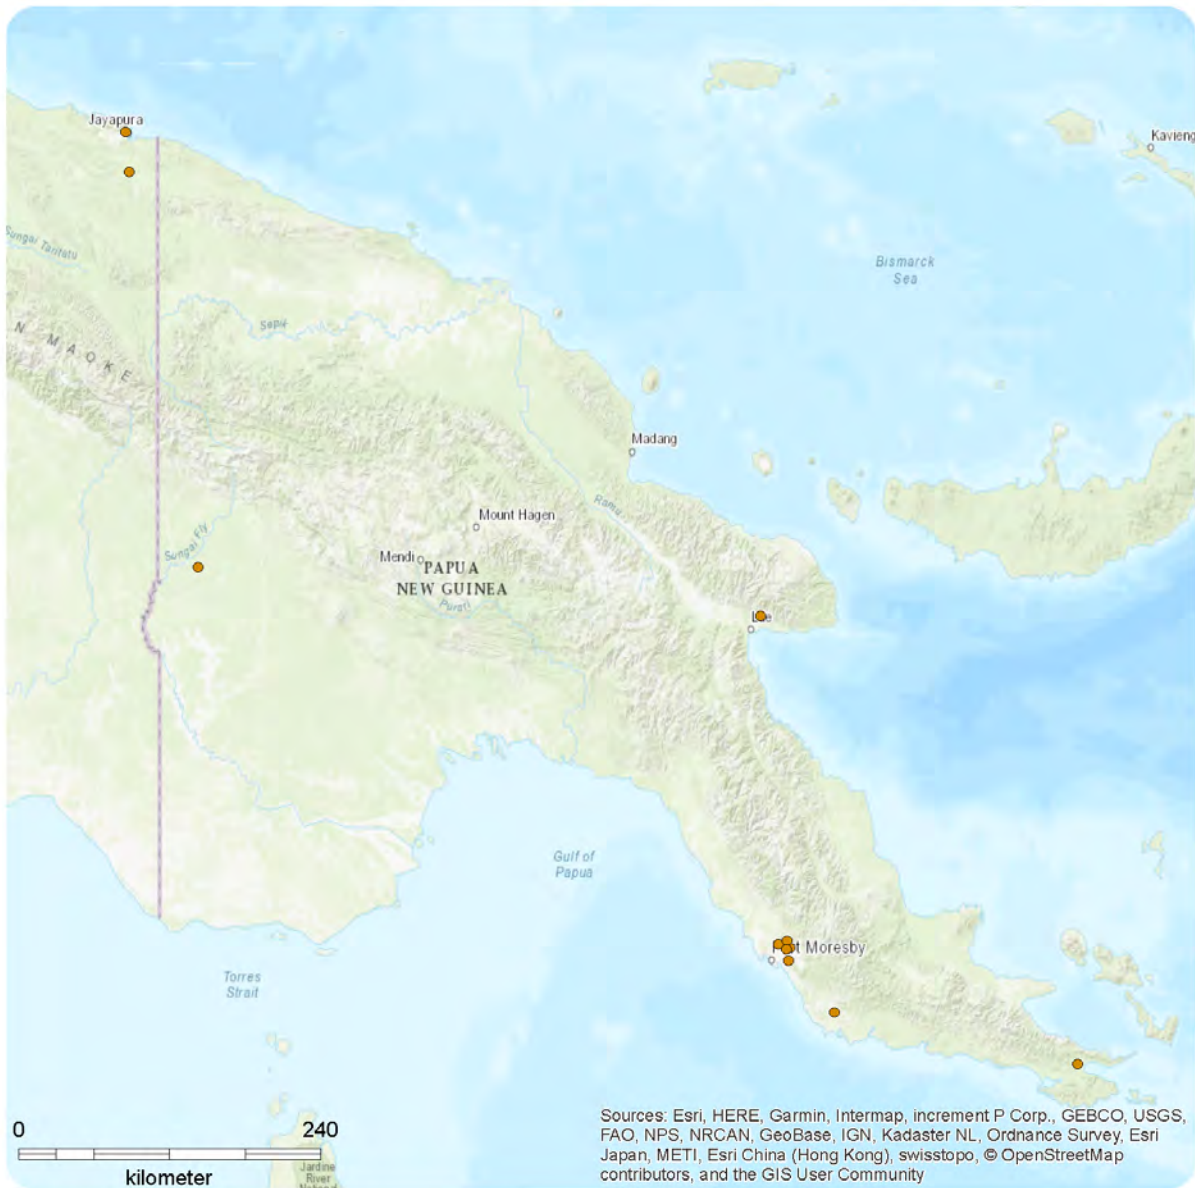 Jayapura
Kavieng
Sungai Taritatu
Bismarck
Sea
Sepik
N MAOKE
Madang
Ramu
Mount Hagen
Sungai Fly
Mendi
PAPUA
NEW GUINEA
Purari
Gulf of
Papua
Moresby
Torres
Strait
0 240
kilometer
Jardine
River
Sources: Esri, HERE, Garmin, Intermap, increment P Corp., GEBCO, USGS,
FAO, NPS, NRCAN, GeoBase, IGN, Kadaster NL, Ordnance Survey, Esri
Japan, METI, Esri China (Hong Kong), swisstopo, © OpenStreetMap
contributors, and the GIS User Community